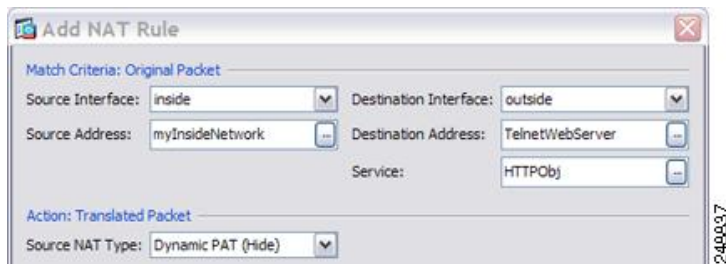 Add NAT Rule
Match Criteria: Original Packet
Source Interface: inside Destination Interface: outside
Source Address: myInsideNetwork Destination Address: TelnetWebServer
Service: HTTPObj
Action: Translated Packet
Source NAT Type: Dynamic PAT (Hide)
248837